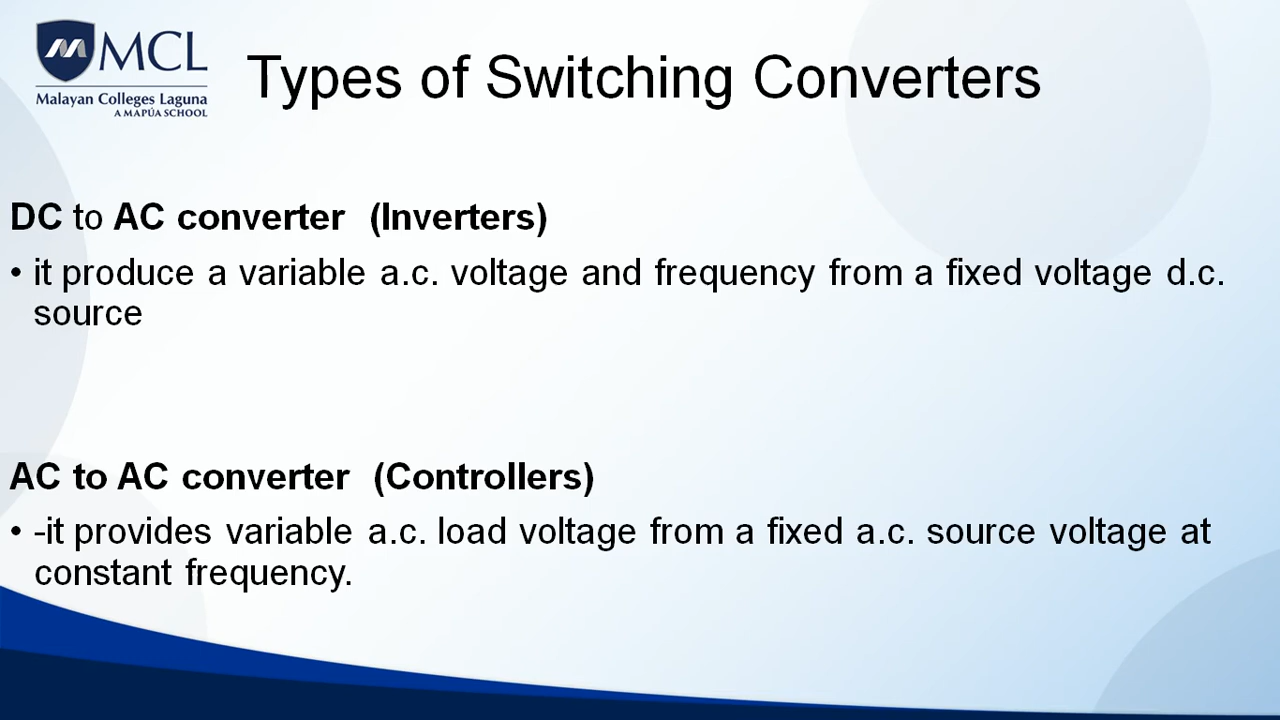 MCL
Malayan Colleges Laguna
A MAPÚA SCHOOL
Types of Switching Converters
DC to AC converter (Inverters)
• it produce a variable a.c. voltage and frequency from a fixed voltage d.c.
source
AC to AC converter (Controllers)
• -it provides variable a.c. load voltage from a fixed a.c. source voltage at
constant frequency.